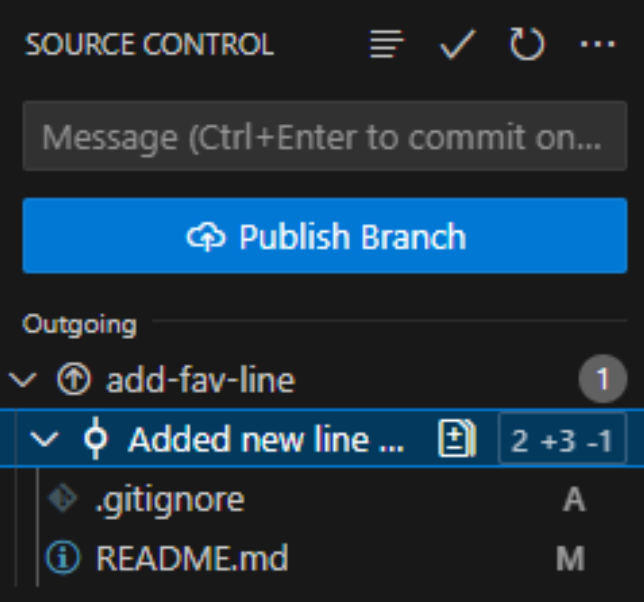 SOURCE CONTROL
Message (Ctrl+Enter to commit on...
Publish Branch
Outgoing
add-fav-line 1
Added new line ... 2 +3 -1
.gitignore A
README.md M